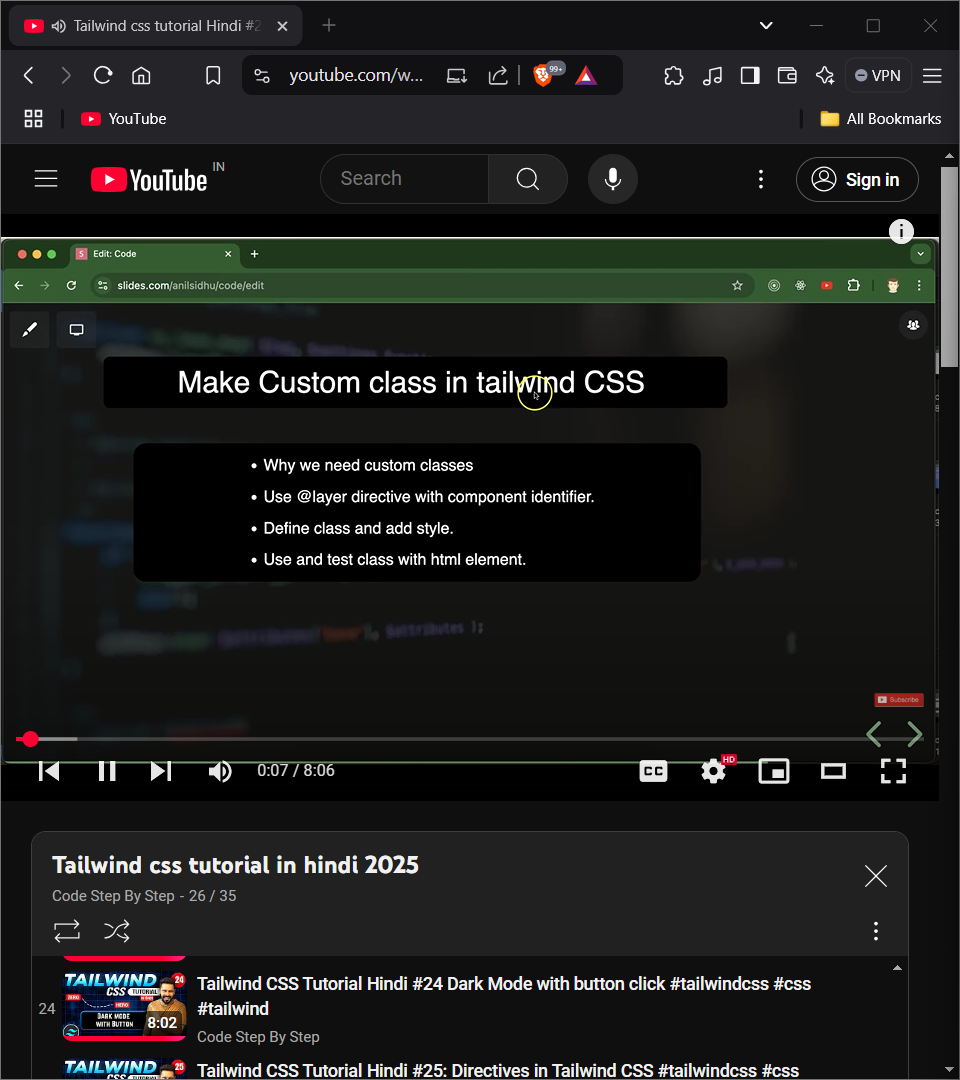 Tailwind css tutorial Hindi #2
youtube.com/w...
99+
VPN
YouTube
All Bookmarks
YouTube IN
Search
Sign in
Edit: Code
slides.com/anilsidhu/code/edit
Make Custom class in tailwind CSS
• Why we need custom classes
• Use @layer directive with component identifier.
• Define class and add style.
• Use and test class with html element.
Subscribe
0:07 / 8:06
CC
HD
Tailwind css tutorial in hindi 2025
Code Step By Step - 26 / 35
24
TAILWIND 24
CSS TUTORIAL
ZERO HERO IN HINDI
DARK MODE
WITH BUTTON
8:02
Tailwind CSS Tutorial Hindi #24 Dark Mode with button click #tailwindcss #css
#tailwind
Code Step By Step
TAILWIND 25
Tailwind CSS Tutorial Hindi #25: Directives in Tailwind CSS #tailwindcss #css